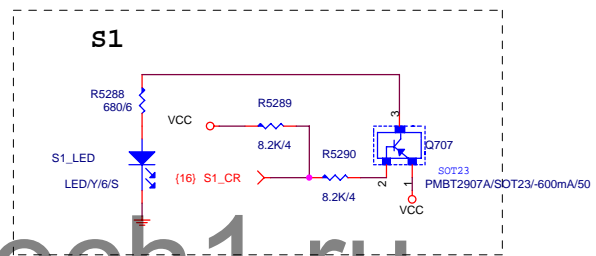 S1
R5288
680/6
VCC
R5289
8.2K/4
3
Q707
S1_LED
LED/Y/6/S
{16} S1_CR
R5290
8.2K/4
2
1
SOT23
PMBT2907A/SOT23/-600mA/50
VCC